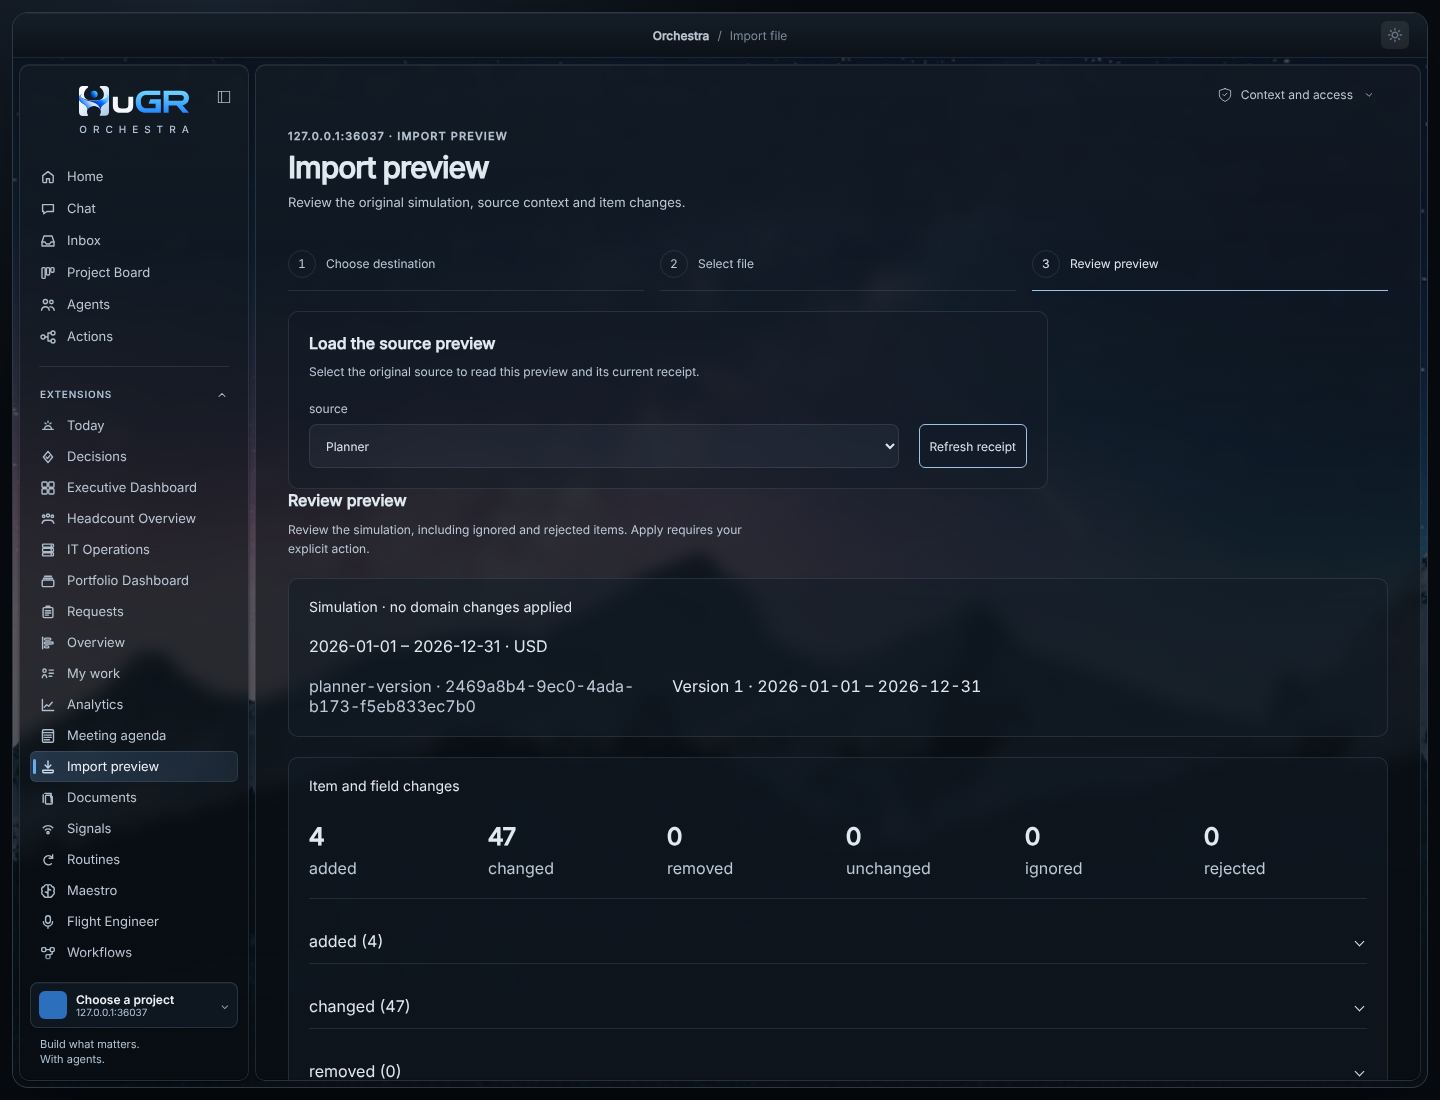 Orchestra / Import file
HuGR
ORCHESTRA
Home
Chat
Inbox
Project Board
Agents
Actions
EXTENSIONS
Today
Decisions
Executive Dashboard
Headcount Overview
IT Operations
Portfolio Dashboard
Requests
Overview
My work
Analytics
Meeting agenda
Import preview
Documents
Signals
Routines
Maestro
Flight Engineer
Workflows
Choose a project
127.0.0.1:36037
Build what matters.
With agents.
Context and access
127.0.0.1:36037 · IMPORT PREVIEW
Import preview
Review the original simulation, source context and item changes.
1 Choose destination
2 Select file
3 Review preview
Load the source preview
Select the original source to read this preview and its current receipt.
source
Planner
Refresh receipt
Review preview
Review the simulation, including ignored and rejected items. Apply requires your
explicit action.
Simulation · no domain changes applied
2026-01-01 – 2026-12-31 · USD
planner-version · 2469a8b4-9ec0-4ada-
b173-f5eb833ec7b0
Version 1 · 2026-01-01 – 2026-12-31
Item and field changes
4 47 0 0 0 0
added changed removed unchanged ignored rejected
added (4)
changed (47)
removed (0)